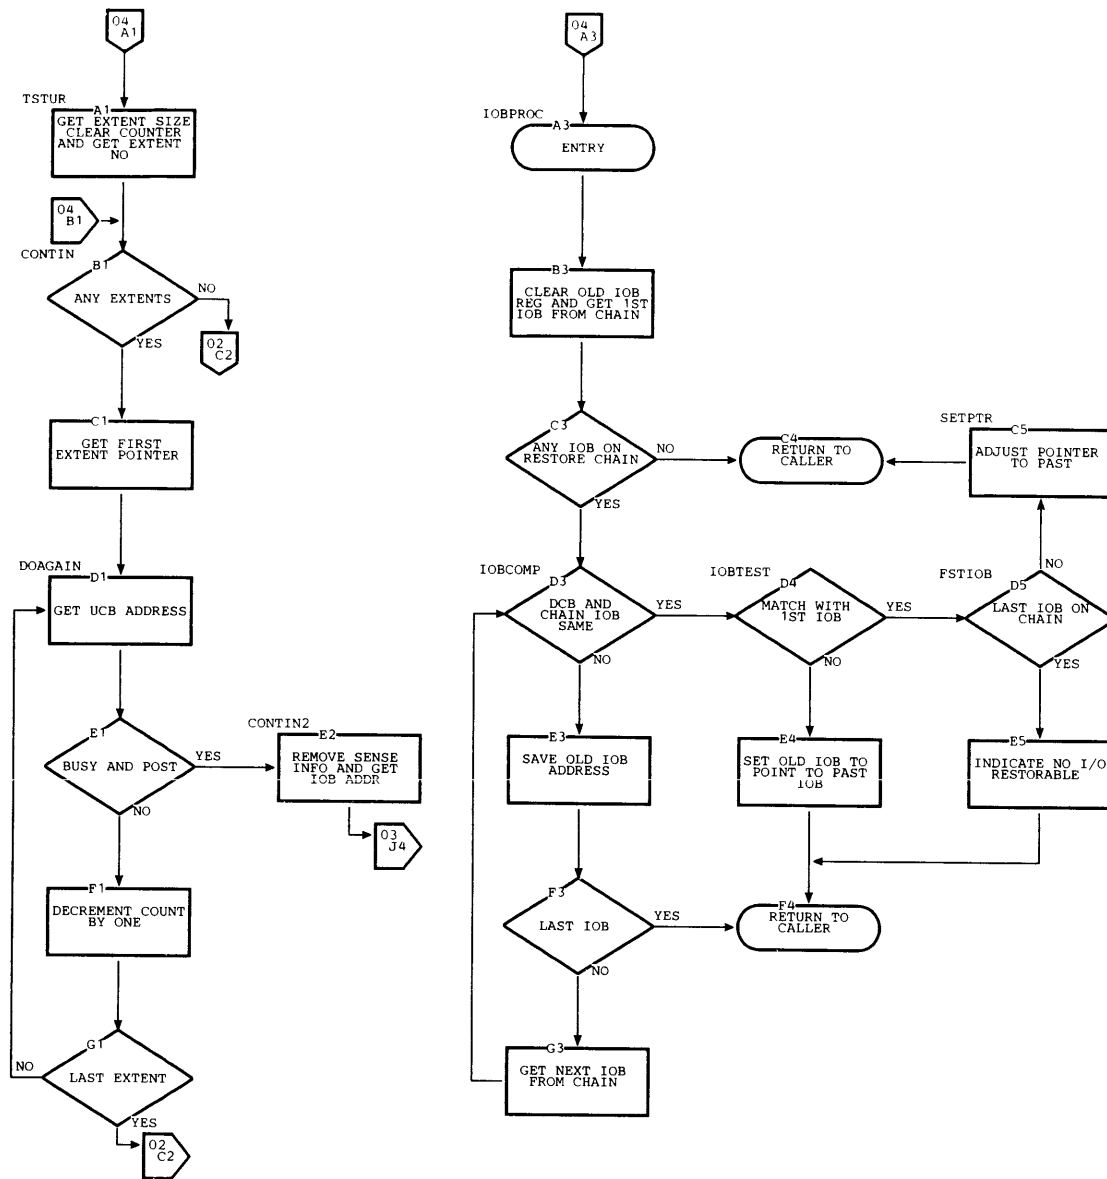 04
A1
TSTUR
A1
GET EXTENT SIZE
CLEAR COUNTER
AND GET EXTENT
NO
04
B1
CONTIN
B1
ANY EXTENTS
NO
YES
02
C2
C1
GET FIRST
EXTENT POINTER
DOAGAIN
D1
GET UCB ADDRESS
E1
BUSY AND POST
YES
NO
CONTIN2
E2
REMOVE SENSE
INFO AND GET
IOB ADDR
03
J4
F1
DECREMENT COUNT
BY ONE
G1
LAST EXTENT
NO
YES
02
C2
04
A3
IOBPROC
A3
ENTRY
B3
CLEAR OLD IOB
REG AND GET 1ST
IOB FROM CHAIN
C3
ANY IOB ON
RESTORE CHAIN
NO
YES
C4
RETURN TO
CALLER
SETPTR
C5
ADJUST POINTER
TO PAST
IOBCOMP
D3
DCB AND
CHAIN IOB
SAME
YES
NO
IOBTEST
D4
MATCH WITH
1ST IOB
YES
NO
FSTIOB
D5
LAST IOB ON
CHAIN
NO
YES
E3
SAVE OLD IOB
ADDRESS
E4
SET OLD IOB TO
POINT TO PAST
IOB
E5
INDICATE NO I/O
RESTORABLE
F3
LAST IOB
YES
NO
F4
RETURN TO
CALLER
G3
GET NEXT IOB
FROM CHAIN